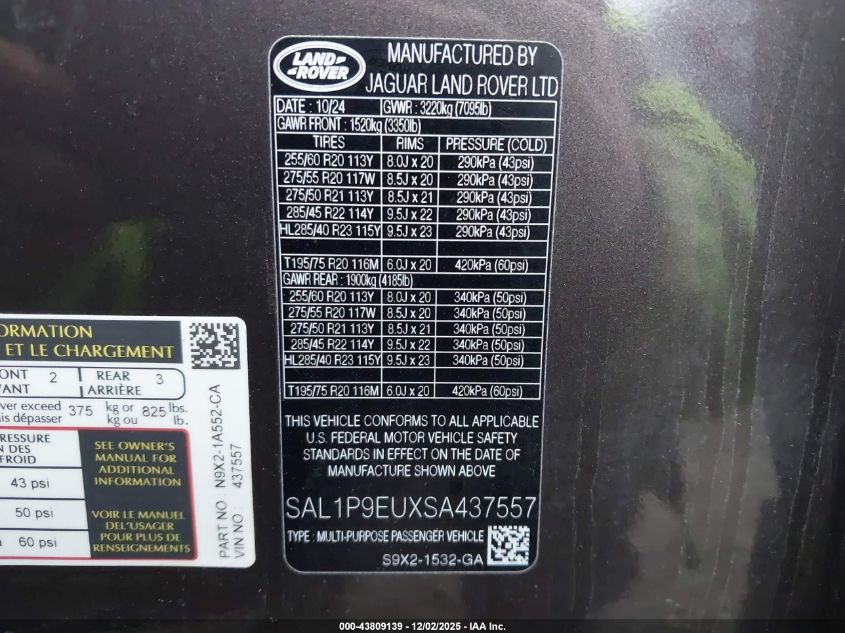 LAND
ROVER
MANUFACTURED BY
JAGUAR LAND ROVER LTD
DATE : 10/24 GVWR : 3220kg (7095lb)
GAWR FRONT : 1520kg (3350lb)
TIRES RIMS PRESSURE (COLD)
255/60 R20 113Y 8.0J x 20 290kPa (43psi)
275/55 R20 117W 8.5J x 20 290kPa (43psi)
275/50 R21 113Y 8.5J x 21 290kPa (43psi)
285/45 R22 114Y 9.5J x 22 290kPa (43psi)
HL285/40 R23 115Y 9.5J x 23 290kPa (43psi)
T195/75 R20 116M 6.0J x 20 420kPa (60psi)
GAWR REAR : 1900kg (4185lb)
255/60 R20 113Y 8.0J x 20 340kPa (50psi)
275/55 R20 117W 8.5J x 20 340kPa (50psi)
275/50 R21 113Y 8.5J x 21 340kPa (50psi)
285/45 R22 114Y 9.5J x 22 340kPa (50psi)
HL285/40 R23 115Y 9.5J x 23 340kPa (50psi)
T195/75 R20 116M 6.0J x 20 420kPa (60psi)
THIS VEHICLE CONFORMS TO ALL APPLICABLE
U.S. FEDERAL MOTOR VEHICLE SAFETY
STANDARDS IN EFFECT ON THE DATE OF
MANUFACTURE SHOWN ABOVE
SAL1P9EUXSA437557
TYPE : MULTI-PURPOSE PASSENGER VEHICLE
S9X2-1532-GA
ORMATION
ET LE CHARGEMENT
ONT 2 REAR 3
VANT ARRIÈRE
ver exceed 375 kg or 825 lbs.
ais dépasser kg ou lb.
PRESSURE
N DES
FROID
43 psi
50 psi
60 psi
SEE OWNER'S
MANUAL FOR
ADDITIONAL
INFORMATION
VOIR LE MANUEL
DEL'USAGER
POUR PLUS DE
RENSEIGNEMENTS
PART NO : N9X2-1A552-CA
VIN NO : 437557
000-43809139 - 12/02/2025 - IAA Inc.